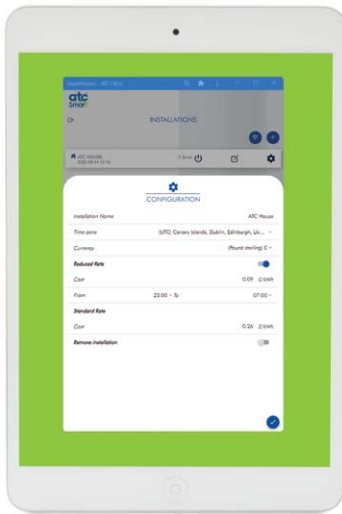 atc
Smart
INSTALLATIONS
ATC HOUSE
CONFIGURATION
Installation Name ATC House
Time zone (UTC) Canary Islands, Dublin, Edinburgh, Lis...
Currency (Pound sterling) £
Reduced Rate
Cost 0.09 £/kWh
From 23:00 To 07:00
Standard Rate
Cost 0.26 £/kWh
Remove installation